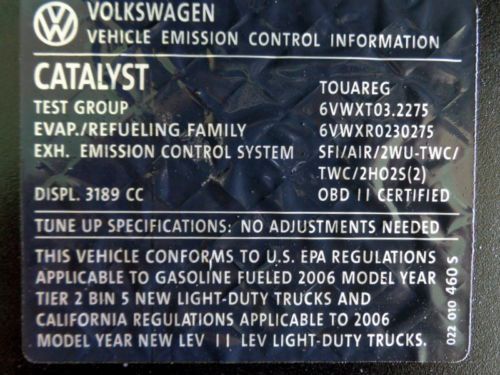 VOLKSWAGEN
VEHICLE EMISSION CONTROL INFORMATION
CATALYST TOUAREG
TEST GROUP 6VWXT03.2275
EVAP./REFUELING FAMILY 6VWXR0230275
EXH. EMISSION CONTROL SYSTEM SFI/AIR/2WU-TWC/
TWC/2HO2S(2)
DISPL. 3189 CC OBD II CERTIFIED
TUNE UP SPECIFICATIONS: NO ADJUSTMENTS NEEDED
THIS VEHICLE CONFORMS TO U.S. EPA REGULATIONS
APPLICABLE TO GASOLINE FUELED 2006 MODEL YEAR
TIER 2 BIN 5 NEW LIGHT-DUTY TRUCKS AND
CALIFORNIA REGULATIONS APPLICABLE TO 2006
MODEL YEAR NEW LEV II LEV LIGHT-DUTY TRUCKS.
022 010 460 S